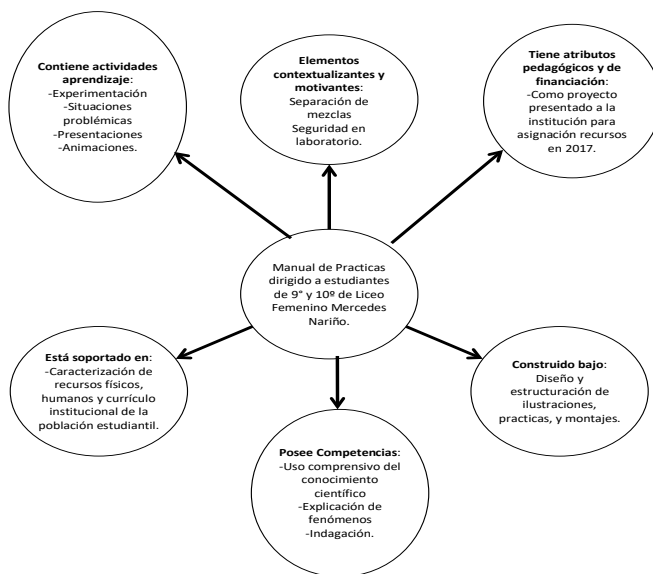 Contiene actividades
aprendizaje:
-Experimentación
-Situaciones
problémicas
-Presentaciones
-Animaciones.
Elementos
contextualizantes y
motivantes:
Separación de
mezclas
Seguridad en
laboratorio.
Tiene atributos
pedagógicos y de
financiación:
-Como proyecto
presentado a la
institución para
asignación recursos
en 2017.
Manual de Practicas
dirigido a estudiantes
de 9° y 10º de Liceo
Femenino Mercedes
Nariño.
Está soportado en:
-Caracterización de
recursos físicos,
humanos y currículo
institucional de la
población estudiantil.
Posee Competencias:
-Uso comprensivo del
conocimiento
científico
-Explicación de
fenómenos
-Indagación.
Construido bajo:
Diseño y
estructuración de
ilustraciones,
practicas, y montajes.